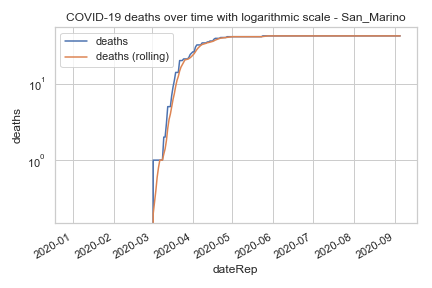 COVID-19 deaths over time with logarithmic scale - San_Marino
deaths
deaths (rolling)
10¹
10⁰
deaths
2020-01
2020-02
2020-03
2020-04
2020-05
2020-06
2020-07
2020-08
2020-09
dateRep